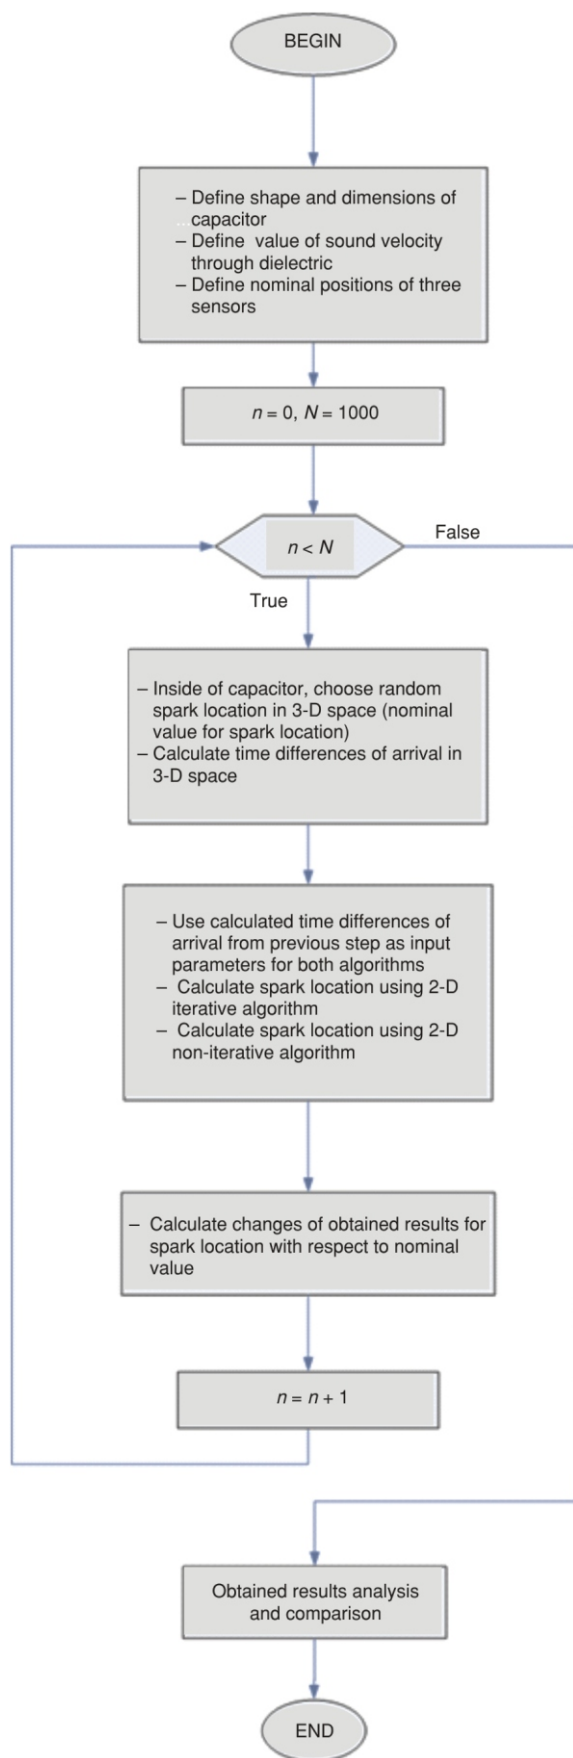 BEGIN
– Define shape and dimensions of
capacitor
– Define value of sound velocity
through dielectric
– Define nominal positions of three
sensors
n = 0, N = 1000
n < N
False
True
– Inside of capacitor, choose random
spark location in 3-D space (nominal
value for spark location)
– Calculate time differences of arrival in
3-D space
– Use calculated time differences of
arrival from previous step as input
parameters for both algorithms
– Calculate spark location using 2-D
iterative algorithm
– Calculate spark location using 2-D
non-iterative algorithm
– Calculate changes of obtained results for
spark location with respect to nominal
value
n = n + 1
Obtained results analysis
and comparison
END